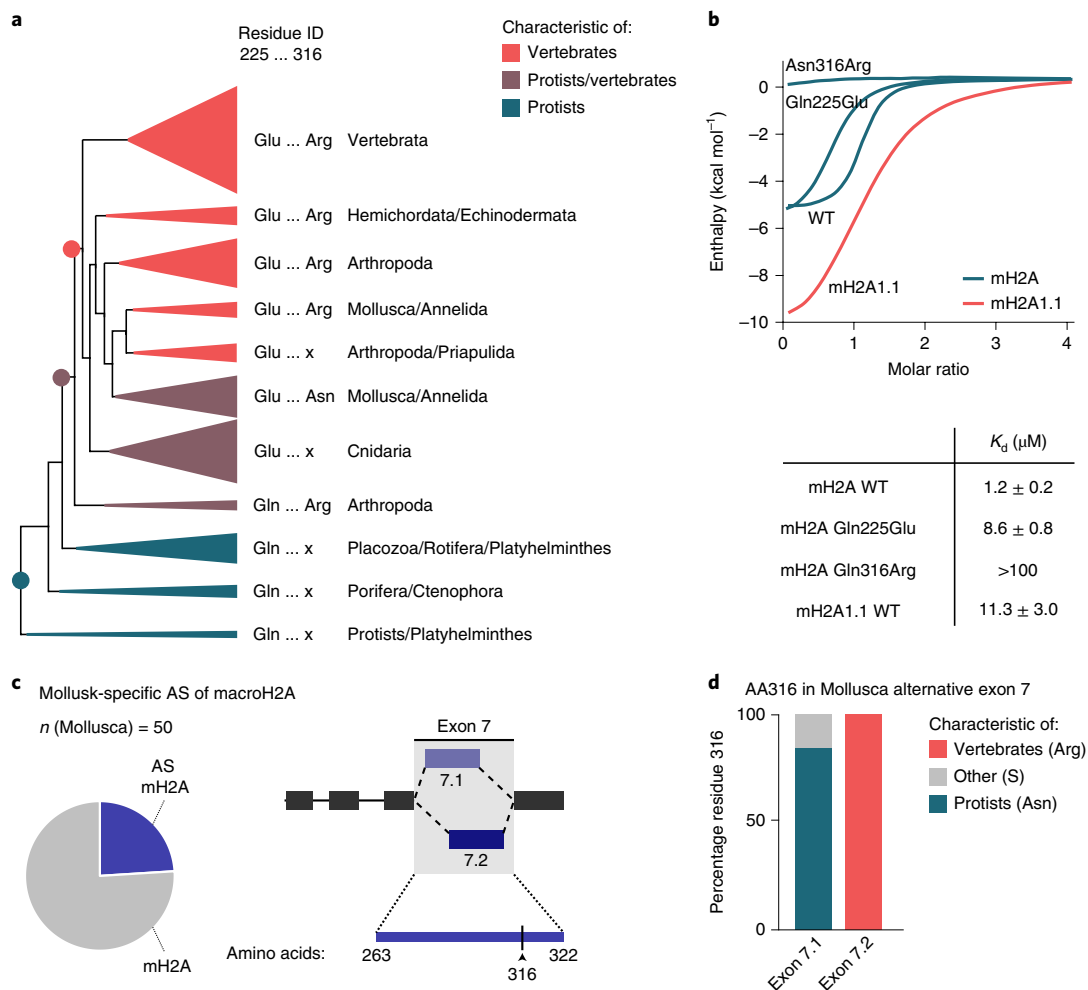 a
Residue ID
225 ... 316
Characteristic of:
Vertebrates
Protists/vertebrates
Protists
Glu ... Arg Vertebrata
Glu ... Arg Hemichordata/Echinodermata
Glu ... Arg Arthropoda
Glu ... Arg Mollusca/Annelida
Glu ... x Arthropoda/Priapulida
Glu ... Asn Mollusca/Annelida
Glu ... x Cnidaria
Gln ... Arg Arthropoda
Gln ... x Placozoa/Rotifera/Platyhelminthes
Gln ... x Porifera/Ctenophora
Gln ... x Protists/Platyhelminthes
b
Asn316Arg
Gln225Glu
WT
mH2A1.1
mH2A
mH2A1.1
Enthalpy (kcal mol⁻¹)
0
−2
−4
−6
−8
−10
0 1 2 3 4
Molar ratio
Kd (μM)
mH2A WT 1.2 ± 0.2
mH2A Gln225Glu 8.6 ± 0.8
mH2A Gln316Arg >100
mH2A1.1 WT 11.3 ± 3.0
c
Mollusk-specific AS of macroH2A
n (Mollusca) = 50
AS
mH2A
mH2A
Exon 7
7.1
7.2
Amino acids:
263 322
316
d
AA316 in Mollusca alternative exon 7
Percentage residue 316
100
50
0
Exon 7.1
Exon 7.2
Characteristic of:
Vertebrates (Arg)
Other (S)
Protists (Asn)